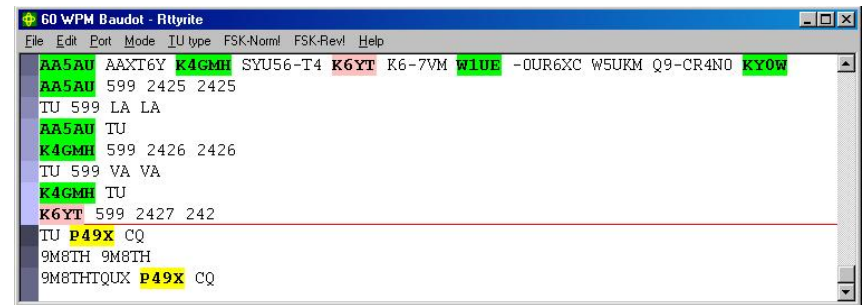 60 WPM Baudot - Rttyrite
File Edit Port Mode TU type FSK-Norm! FSK-Rev! Help
AA5AU AAXT6Y K4GMH SYU56-T4 K6YT K6-7VM W1UE -0UR6XC W5UKM Q9-CR4N0 KY0W
AA5AU 599 2425 2425
TU 599 LA LA
AA5AU TU
K4GMH 599 2426 2426
TU 599 VA VA
K4GMH TU
K6YT 599 2427 242
TU P49X CQ
9M8TH 9M8TH
9M8THTQUX P49X CQ